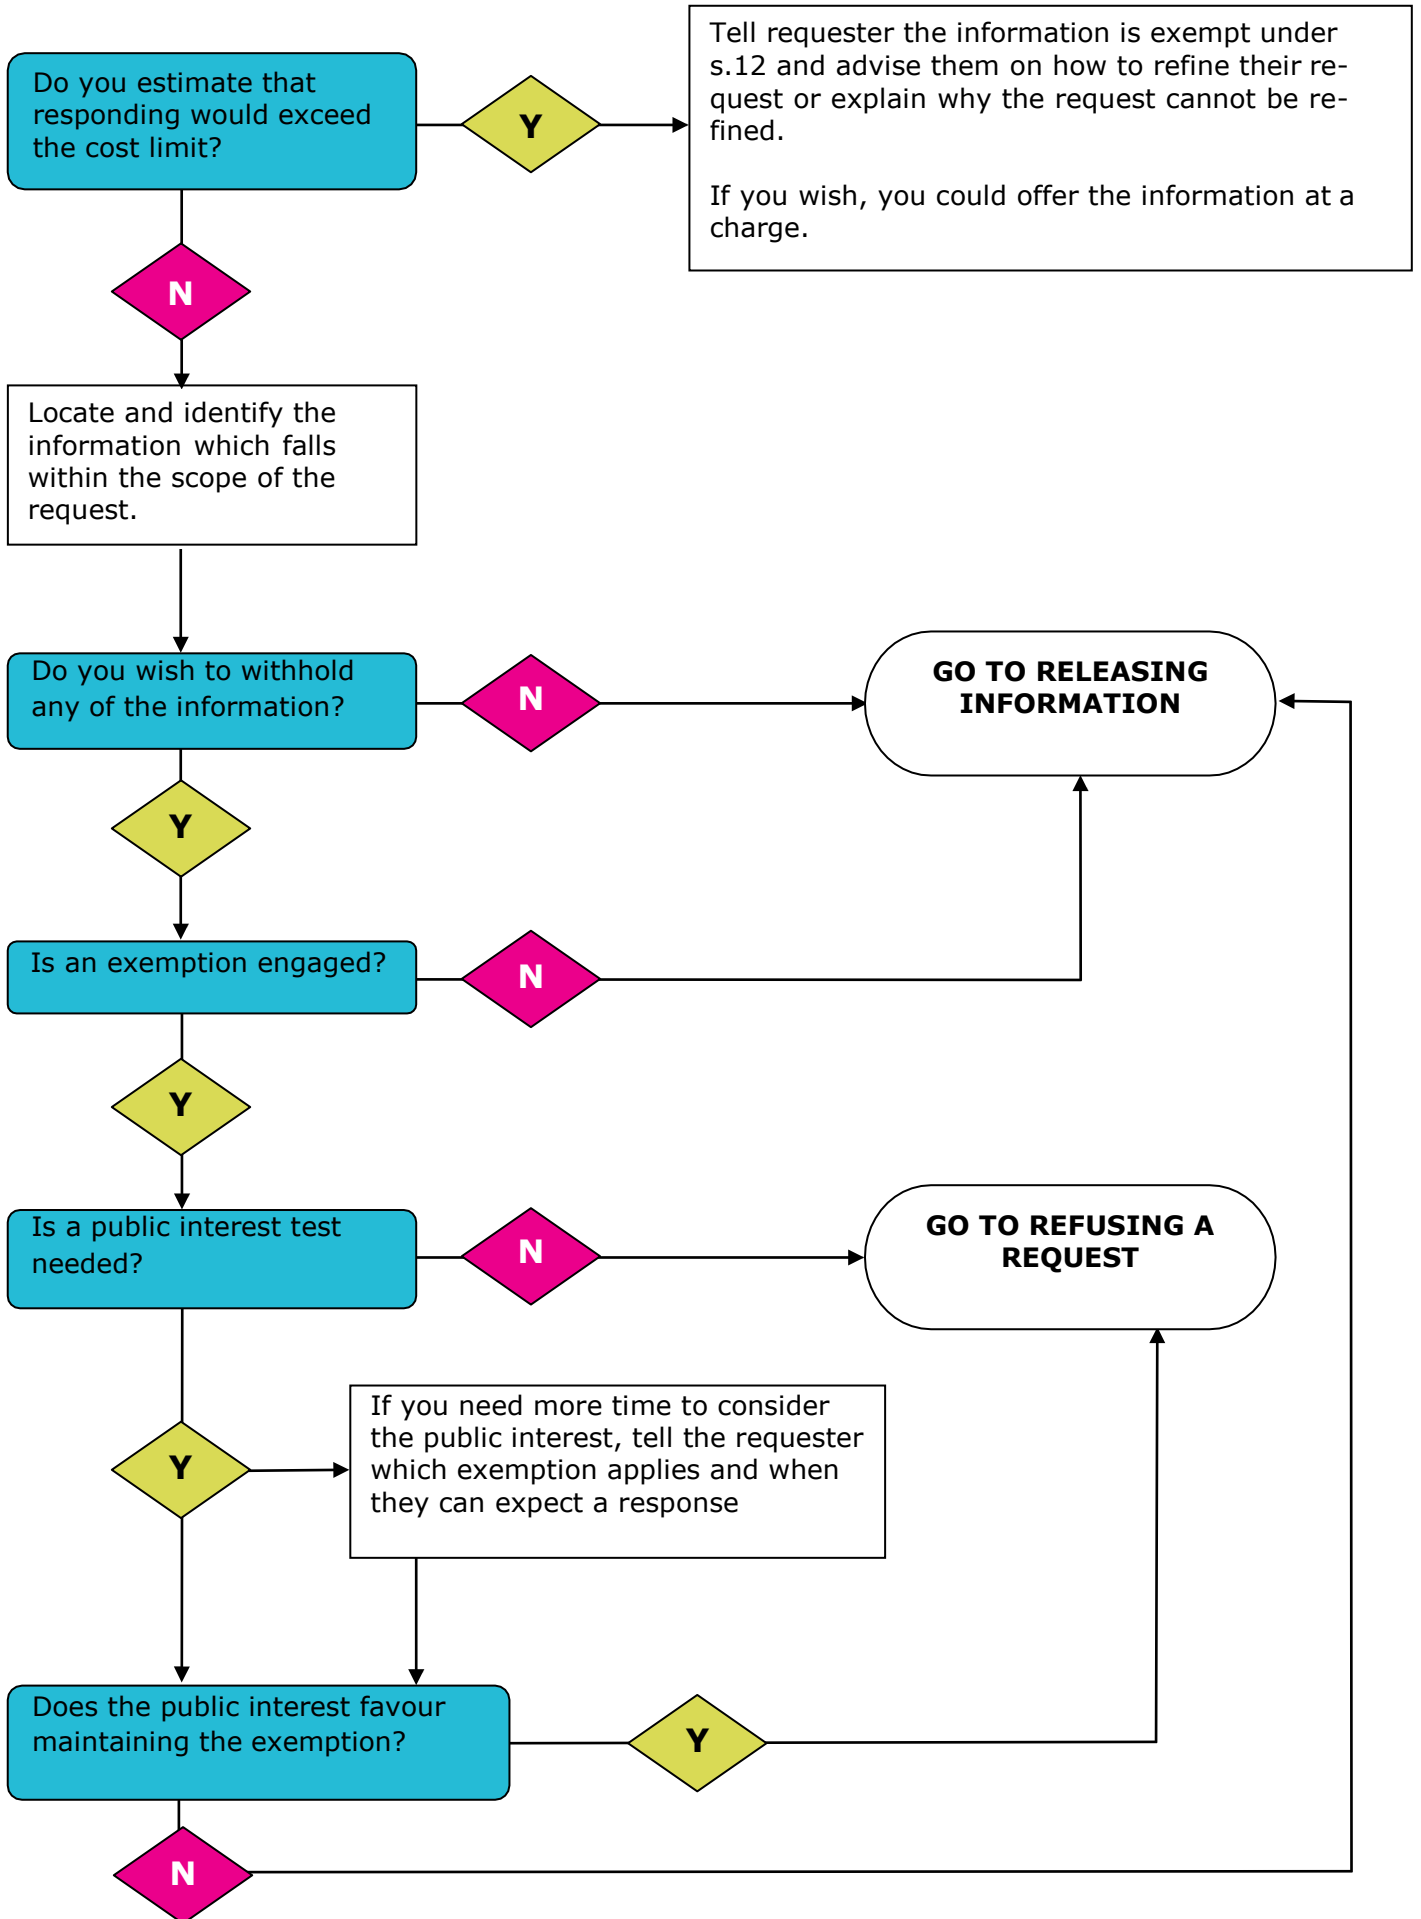 Do you estimate that
responding would exceed
the cost limit?
Y
Tell requester the information is exempt under
s.12 and advise them on how to refine their re-
quest or explain why the request cannot be re-
fined.
If you wish, you could offer the information at a
charge.
N
Locate and identify the
information which falls
within the scope of the
request.
Do you wish to withhold
any of the information?
N
GO TO RELEASING
INFORMATION
Y
Is an exemption engaged?
N
Y
Is a public interest test
needed?
N
GO TO REFUSING A
REQUEST
Y
If you need more time to consider
the public interest, tell the requester
which exemption applies and when
they can expect a response
Does the public interest favour
maintaining the exemption?
Y
N